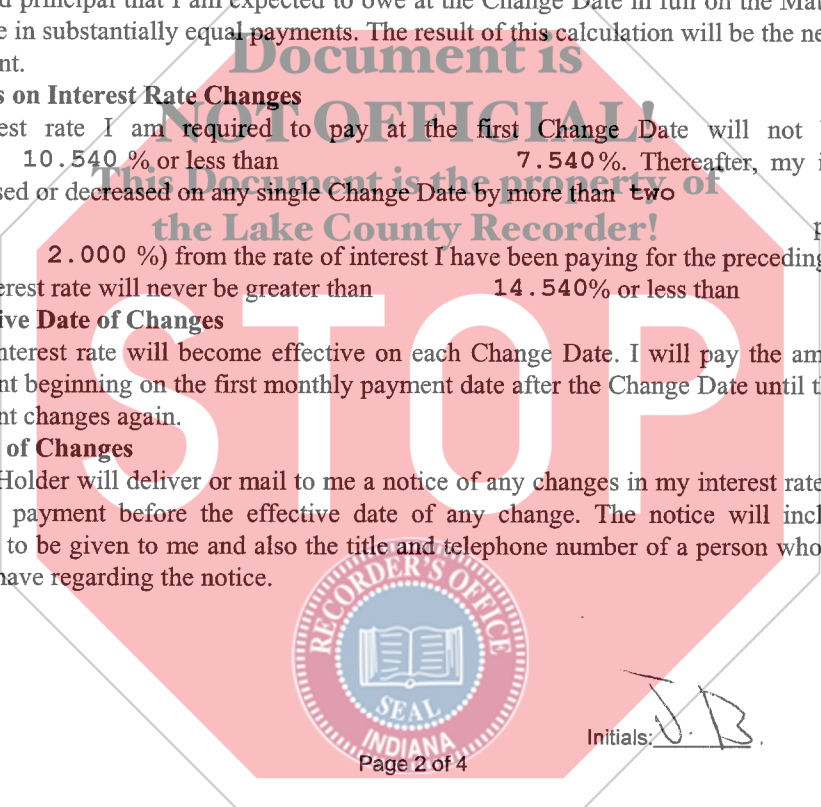 principal that I am expected to owe at the Change Date in full on the Mat
e in substantially equal payments. The result of this calculation will be the ne
nt.
Document is
s on Interest Rate Changes
NOT OFFICIAL!
est rate I am required to pay at the first Change Date will not
10.540 % or less than 7.540%. Thereafter, my i
This Document is the property of
sed or decreased on any single Change Date by more than two
the Lake County Recorder!
p
2.000 %) from the rate of interest I have been paying for the preceding
erest rate will never be greater than 14.540% or less than
ive Date of Changes
nterest rate will become effective on each Change Date. I will pay the am
nt beginning on the first monthly payment date after the Change Date until t
nt changes again.
of Changes
Holder will deliver or mail to me a notice of any changes in my interest rate
payment before the effective date of any change. The notice will incl
to be given to me and also the title and telephone number of a person who
have regarding the notice.
STOP
RECORDER'S OFFICE
SEAL
INDIANA
Initials: J. B.
Page 2 of 4